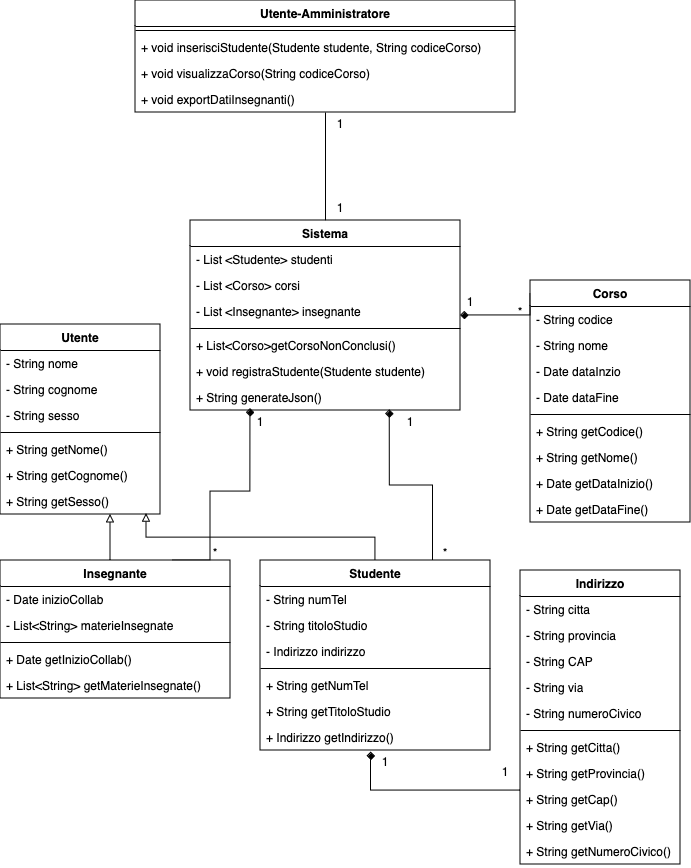 Utente-Amministratore
+ void inserisciStudente(Studente studente, String codiceCorso)
+ void visualizzaCorso(String codiceCorso)
+ void exportDatiInsegnanti()
1
1
Sistema
- List <Studente> studenti
- List <Corso> corsi
- List <Insegnante> insegnante
+ List<Corso>getCorsoNonConclusi()
+ void registraStudente(Studente studente)
+ String generateJson()
1
*
Corso
- String codice
- String nome
- Date dataInzio
- Date dataFine
+ String getCodice()
+ String getNome()
+ Date getDataInizio()
+ Date getDataFine()
Utente
- String nome
- String cognome
- String sesso
+ String getNome()
+ String getCognome()
+ String getSesso()
1
1
*
*
Insegnante
- Date inizioCollab
- List<String> materieInsegnate
+ Date getInizioCollab()
+ List<String> getMaterieInsegnate()
Studente
- String numTel
- String titoloStudio
- Indirizzo indirizzo
+ String getNumTel
+ String getTitoloStudio
+ Indirizzo getIndirizzo()
1
1
Indirizzo
- String citta
- String provincia
- String CAP
- String via
- String numeroCivico
+ String getCitta()
+ String getProvincia()
+ String getCap()
+ String getVia()
+ String getNumeroCivico()